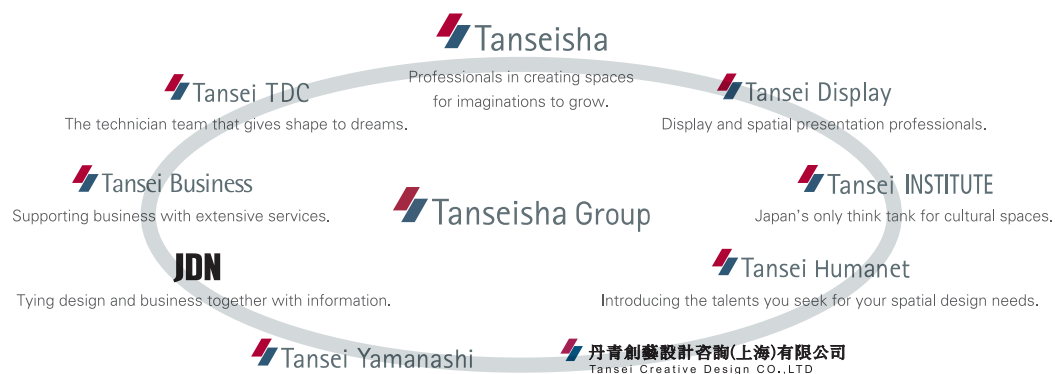 Tanseisha
Professionals in creating spaces
for imaginations to grow.
Tansei TDC
The technician team that gives shape to dreams.
Tansei Display
Display and spatial presentation professionals.
Tansei Business
Supporting business with extensive services.
Tanseisha Group
Tansei INSTITUTE
Japan's only think tank for cultural spaces.
JDN
Tying design and business together with information.
Tansei Humanet
Introducing the talents you seek for your spatial design needs.
Tansei Yamanashi
丹青創藝設計咨詢(上海)有限公司
Tansei Creative Design CO.,LTD